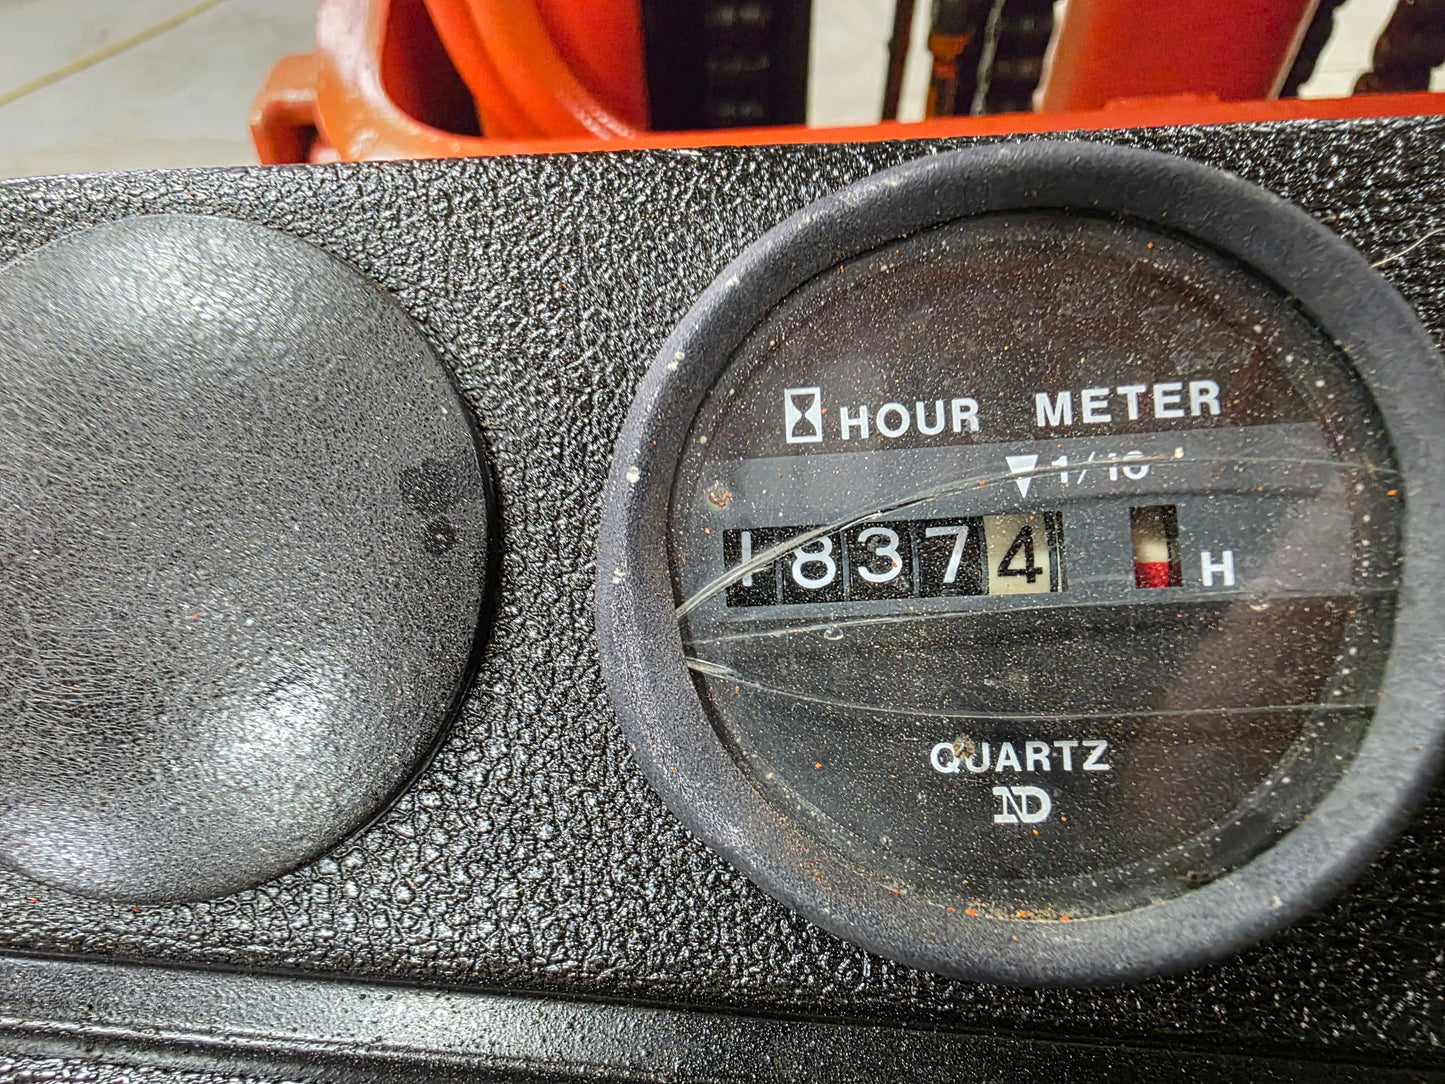 HOUR METER
1/10
18374 H
QUARTZ
ND